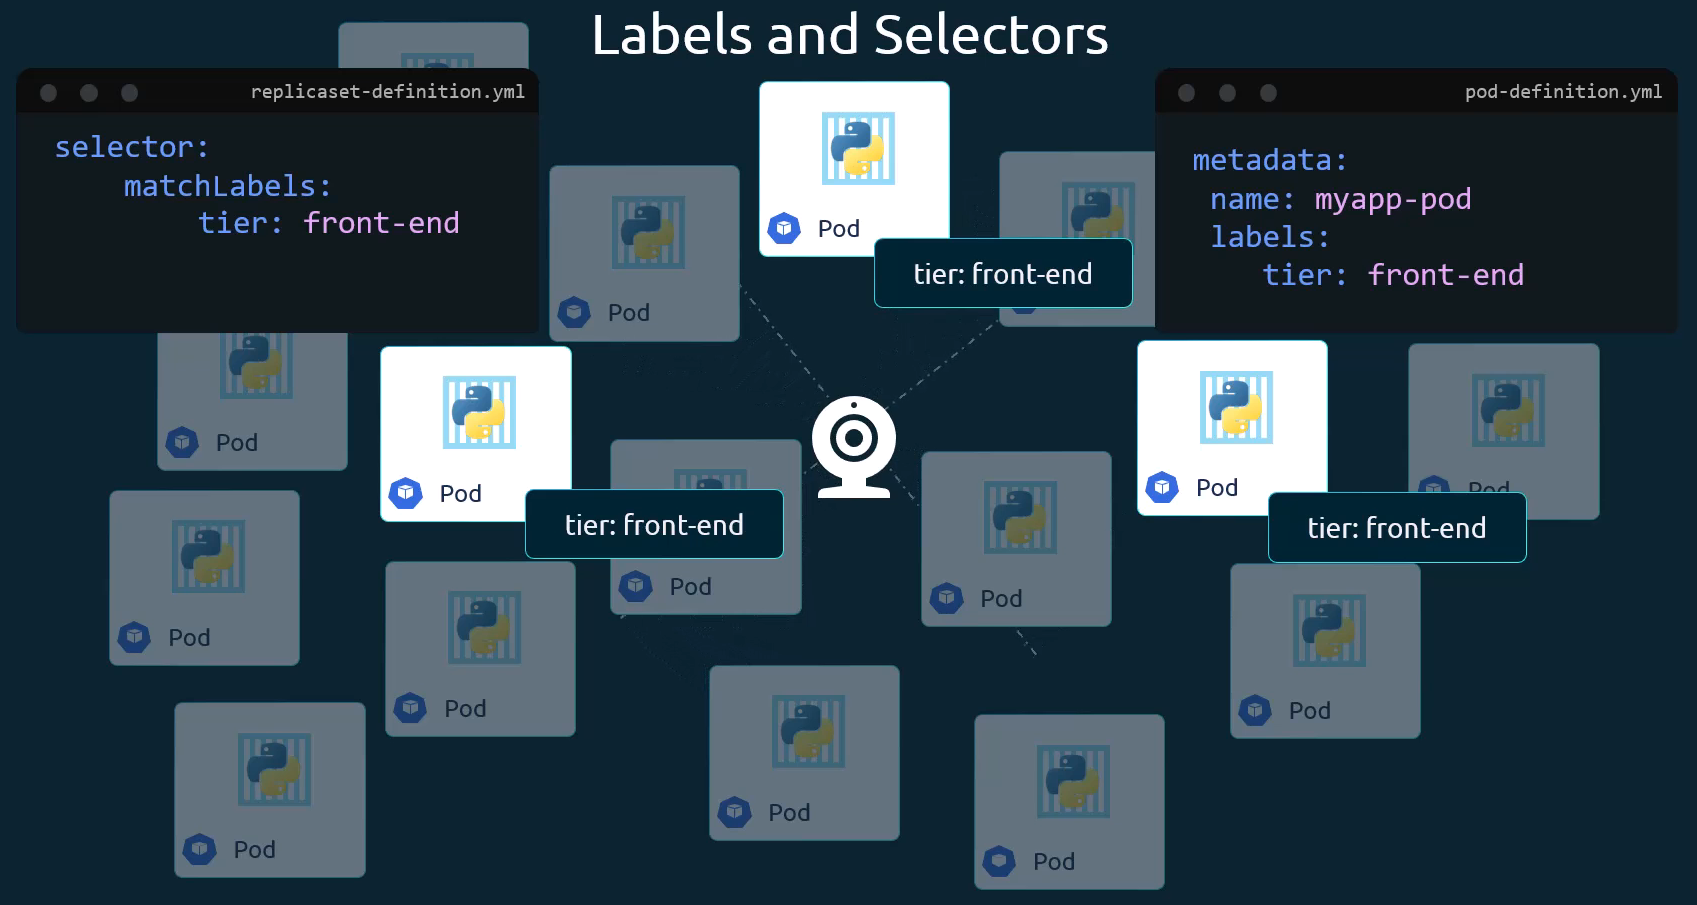 Labels and Selectors
replicaset-definition.yml
selector:
matchLabels:
tier: front-end
pod-definition.yml
metadata:
name: myapp-pod
labels:
tier: front-end
Pod
tier: front-end
Pod
Pod
Pod
tier: front-end
Pod
tier: front-end
Pod
Pod
Pod
Pod
Pod
Pod
Pod
Pod
Pod